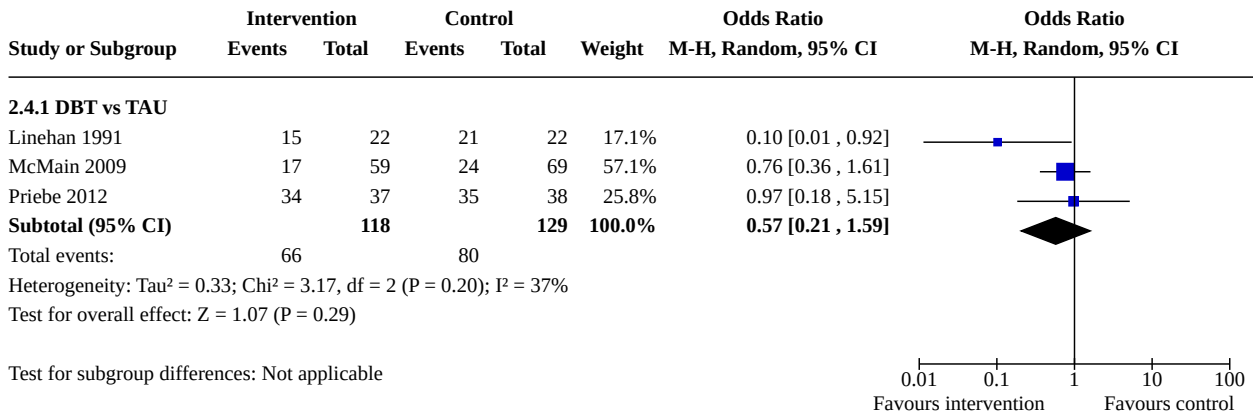 Intervention Control Odds Ratio Odds Ratio
Study or Subgroup Events Total Events Total Weight M-H, Random, 95% CI M-H, Random, 95% CI
2.4.1 DBT vs TAU
Linehan 1991 15 22 21 22 17.1% 0.10 [0.01 , 0.92]
McMain 2009 17 59 24 69 57.1% 0.76 [0.36 , 1.61]
Priebe 2012 34 37 35 38 25.8% 0.97 [0.18 , 5.15]
Subtotal (95% CI) 118 129 100.0% 0.57 [0.21 , 1.59]
Total events: 66 80
Heterogeneity: Tau² = 0.33; Chi² = 3.17, df = 2 (P = 0.20); I² = 37%
Test for overall effect: Z = 1.07 (P = 0.29)
Test for subgroup differences: Not applicable
0.01 0.1 1 10 100
Favours intervention Favours control